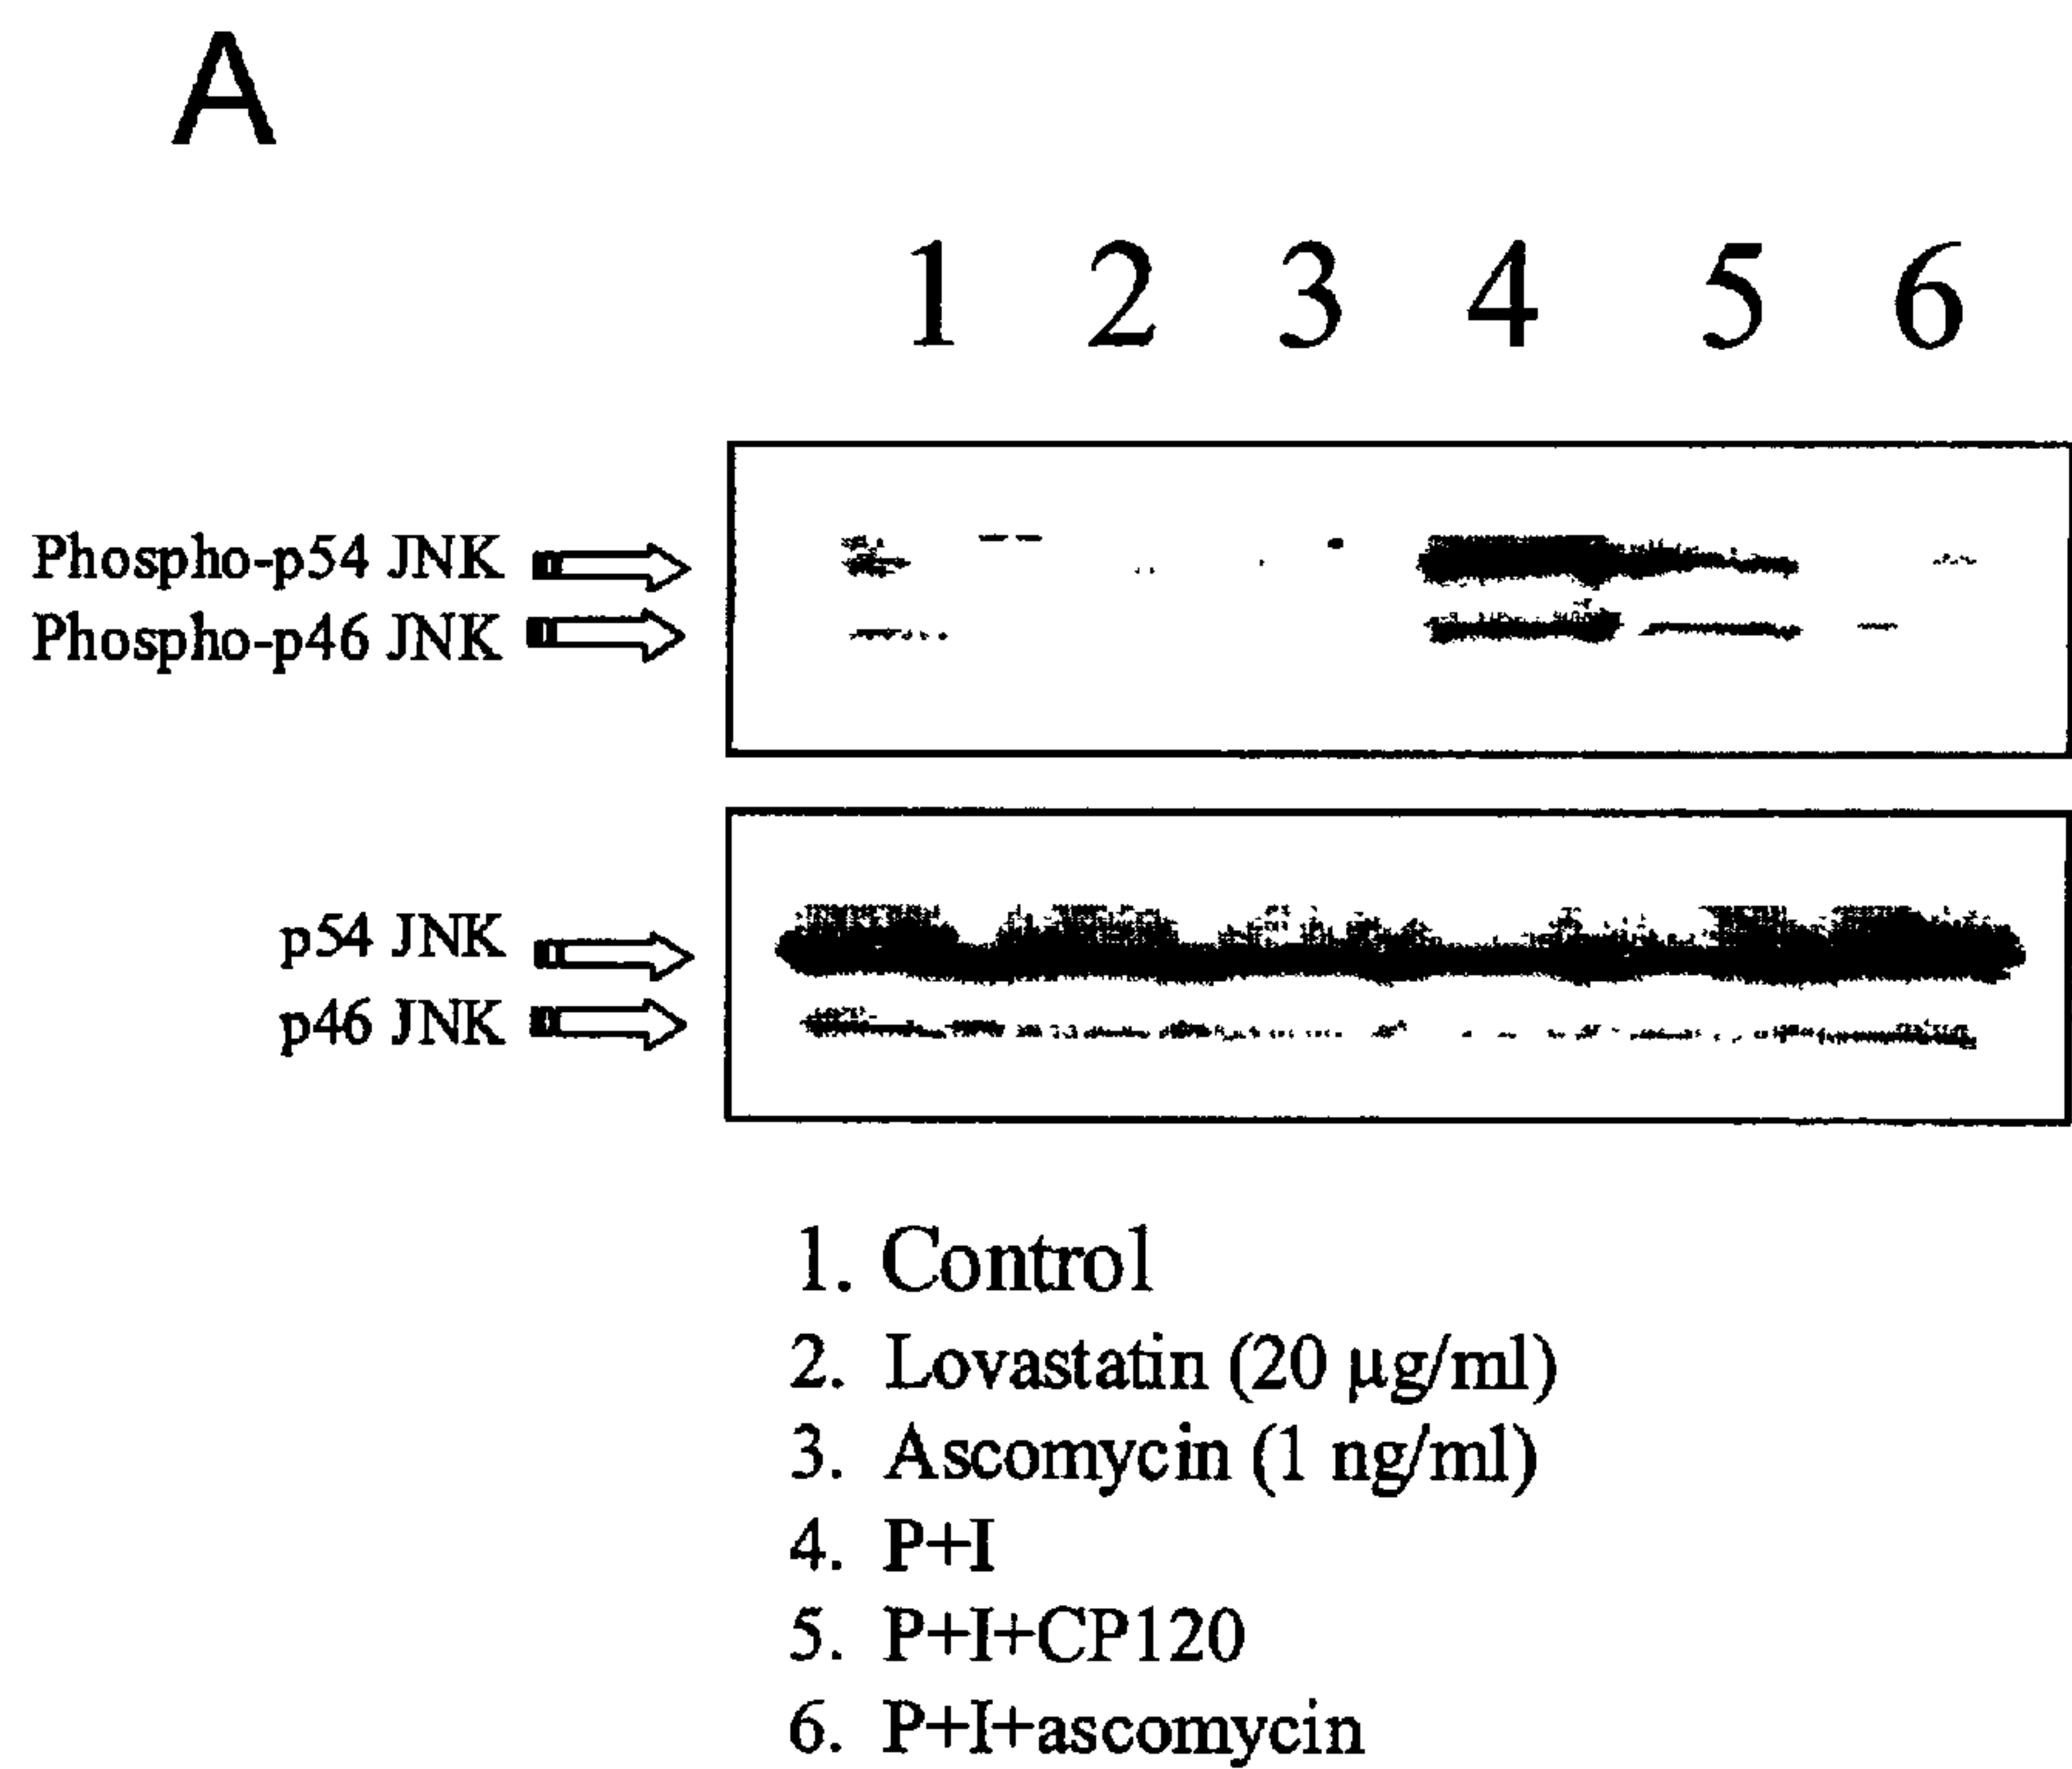 A
1 2 3 4 5 6
Phospho-p54 JNK
Phospho-p46 JNK
p54 JNK
p46 JNK
1. Control
2. Lovastatin (20 µg/ml)
3. Ascomycin (1 ng/ml)
4. P+I
5. P+I+CP120
6. P+I+ascomycin